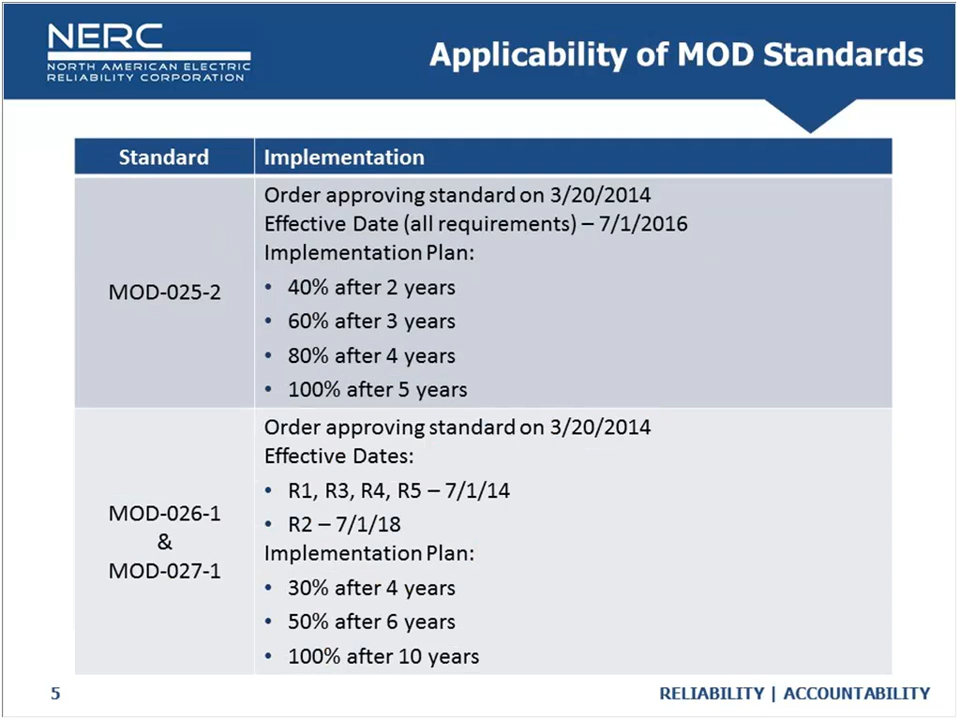 NERC
NORTH AMERICAN ELECTRIC
RELIABILITY CORPORATION
Applicability of MOD Standards
Standard
Implementation
MOD-025-2
Order approving standard on 3/20/2014
Effective Date (all requirements) – 7/1/2016
Implementation Plan:
• 40% after 2 years
• 60% after 3 years
• 80% after 4 years
• 100% after 5 years
MOD-026-1
&
MOD-027-1
Order approving standard on 3/20/2014
Effective Dates:
• R1, R3, R4, R5 – 7/1/14
• R2 – 7/1/18
Implementation Plan:
• 30% after 4 years
• 50% after 6 years
• 100% after 10 years
5
RELIABILITY | ACCOUNTABILITY